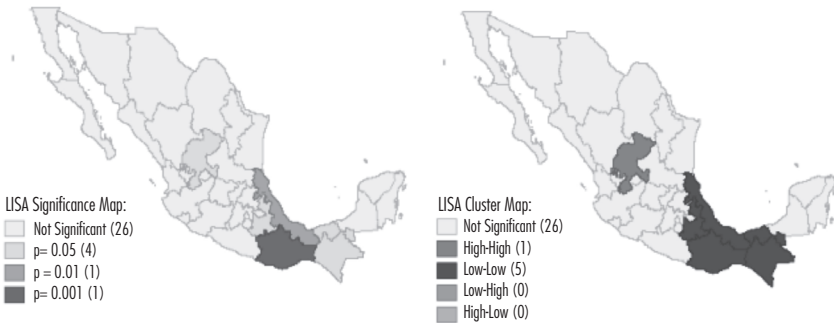 LISA Significance Map:
Not Significant (26)
p= 0.05 (4)
p = 0.01 (1)
p= 0.001 (1)
LISA Cluster Map:
Not Significant (26)
High-High (1)
Low-Low (5)
Low-High (0)
High-Low (0)